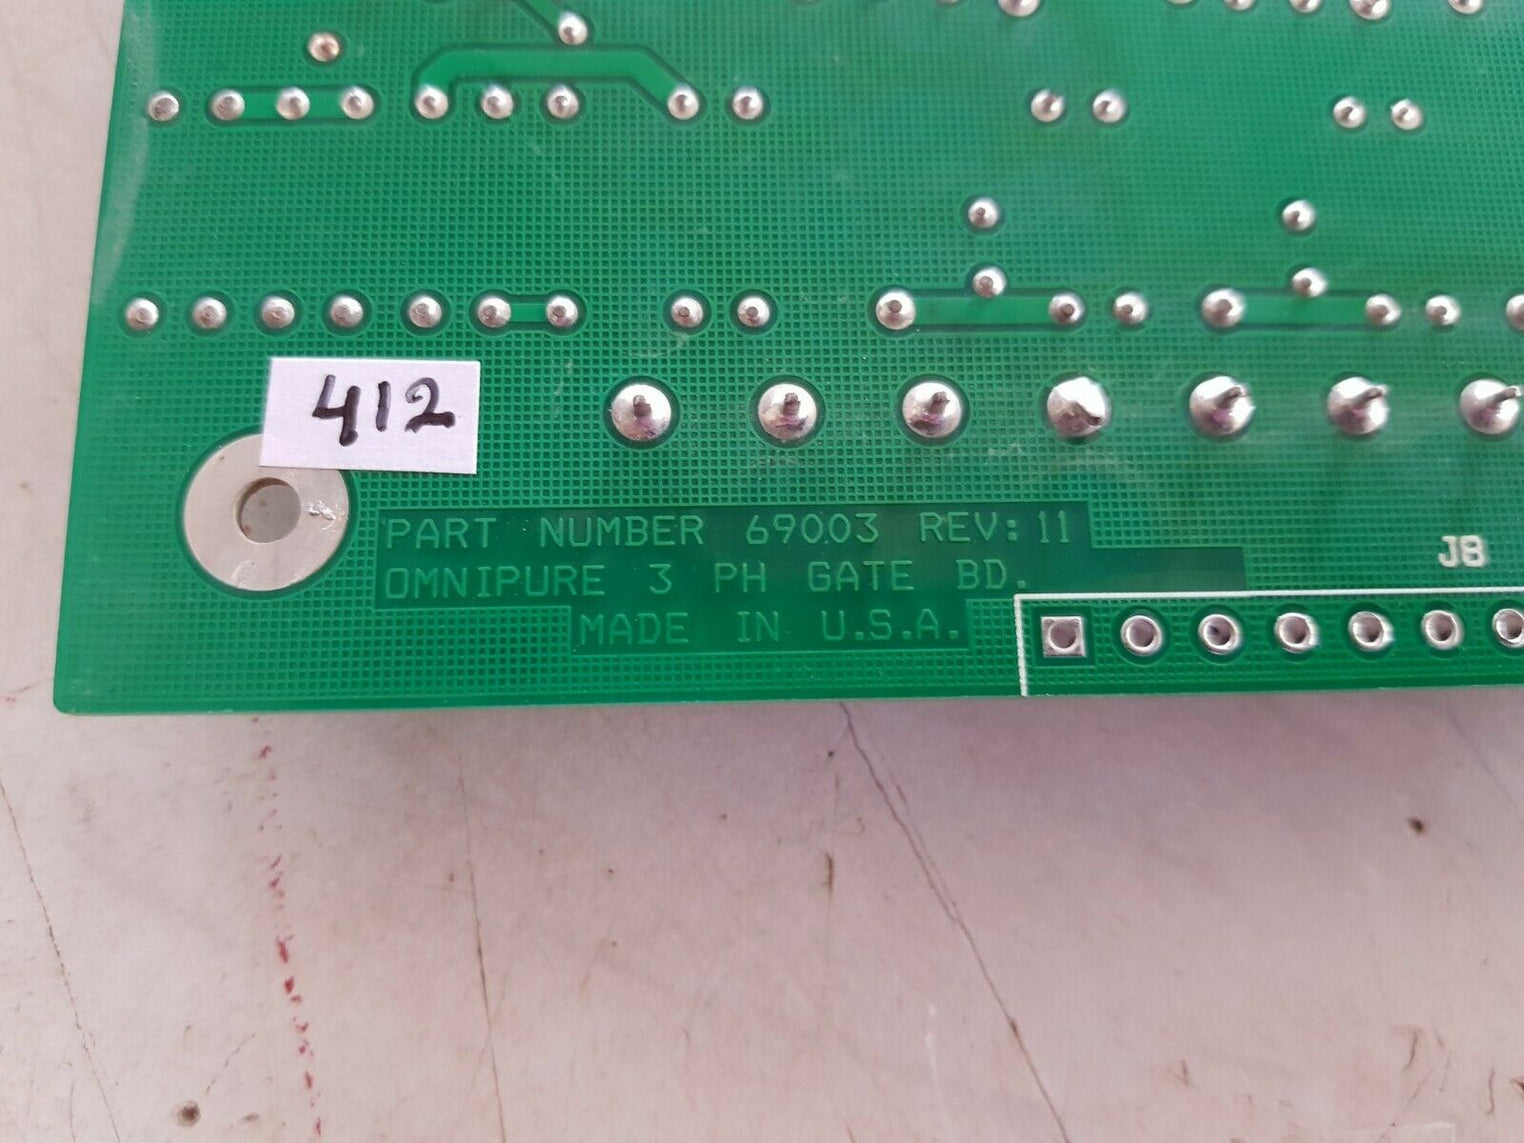 412
PART NUMBER 69003 REV: 11
OMNIPURE 3 PH GATE BD.
MADE IN U.S.A.
J8